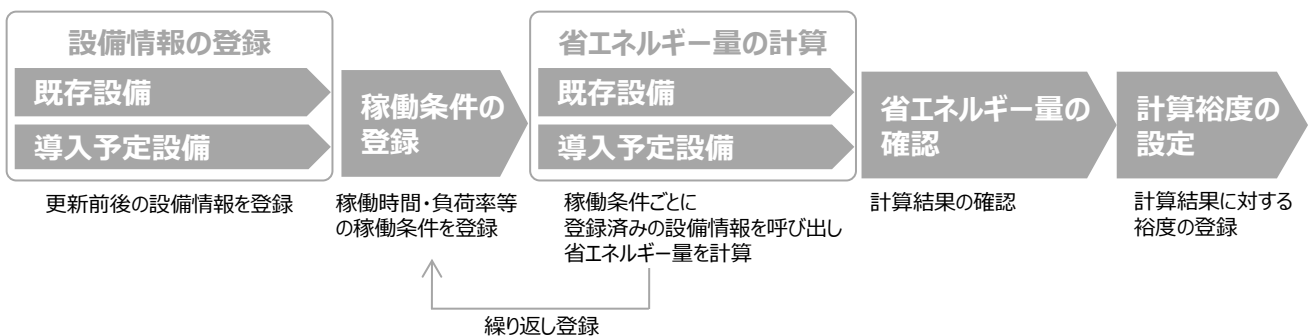 設備情報の登録
既存設備
導入予定設備
更新前後の設備情報を登録
稼働条件の
登録
稼働時間・負荷率等
の稼働条件を登録
省エネルギー量の計算
既存設備
導入予定設備
稼働条件ごとに
登録済みの設備情報を呼び出し
省エネルギー量を計算
省エネルギー量の
確認
計算結果の確認
計算裕度の
設定
計算結果に対する
裕度の登録
繰り返し登録